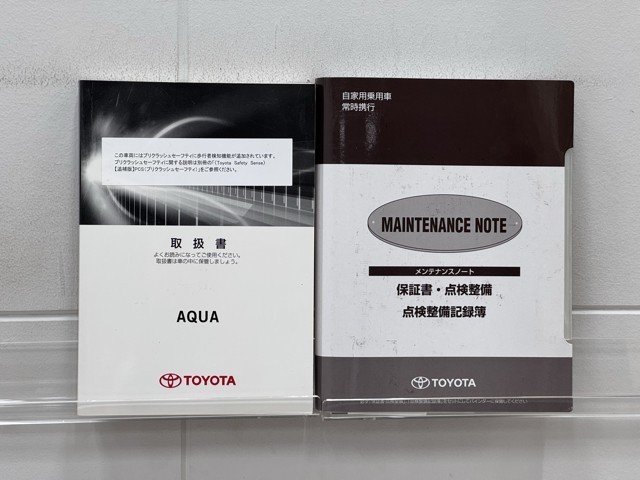 この車両にはプリクラッシュセーフティに歩行者検知機能が追加されています。
プリクラッシュセーフティに関する説明は別冊の「(Toyota Safety Sense)
【追補版】PCS(プリクラッシュセーフティ)」をご参照ください。
取扱書
よくお読みになってご使用ください。
取扱書は車の中に保管しましょう。
AQUA
TOYOTA
自家用乗用車
常時携行
MAINTENANCE NOTE
メンテナンスノート
保証書・点検整備
点検整備記録簿
TOYOTA